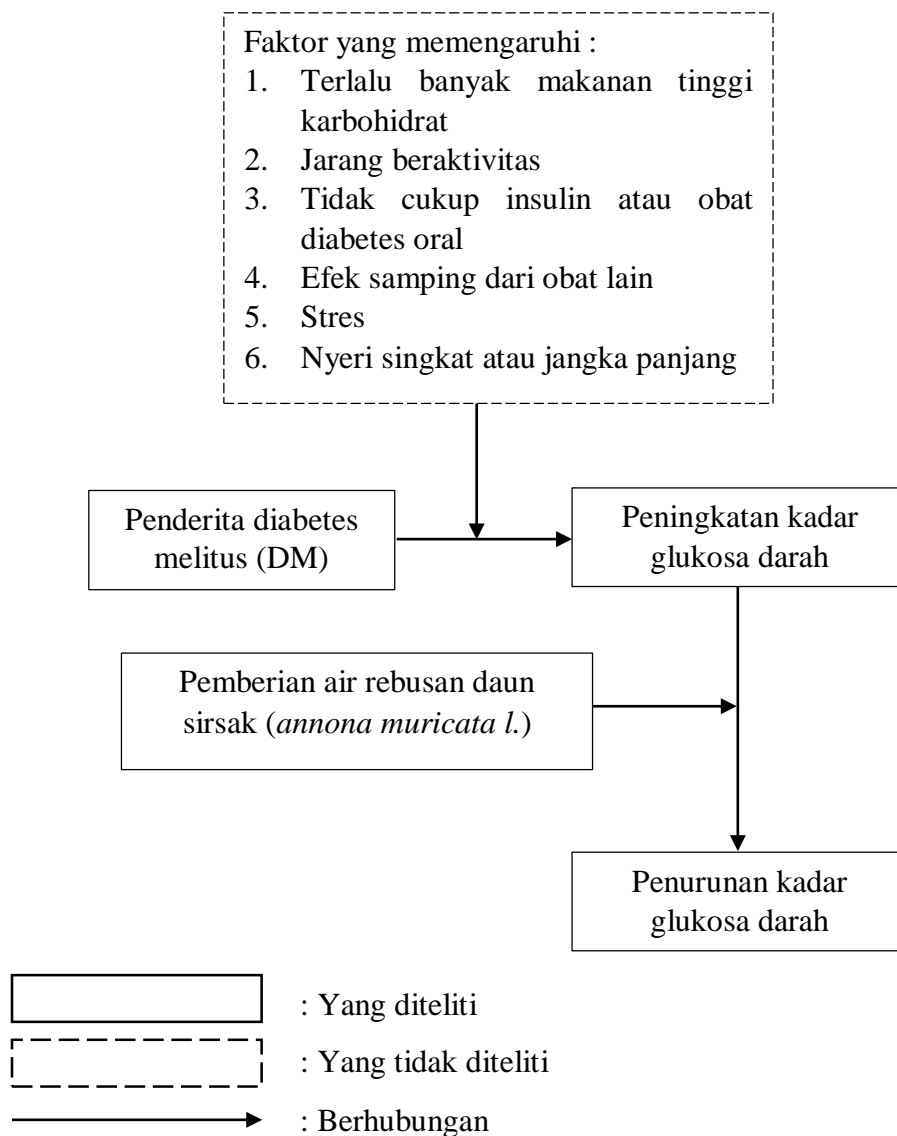 Faktor yang memengaruhi :
1. Terlalu banyak makanan tinggi
karbohidrat
2. Jarang beraktivitas
3. Tidak cukup insulin atau obat
diabetes oral
4. Efek samping dari obat lain
5. Stres
6. Nyeri singkat atau jangka panjang
Penderita diabetes
melitus (DM)
Peningkatan kadar
glukosa darah
Pemberian air rebusan daun
sirsak (annona muricata l.)
Penurunan kadar
glukosa darah
: Yang diteliti
: Yang tidak diteliti
: Berhubungan